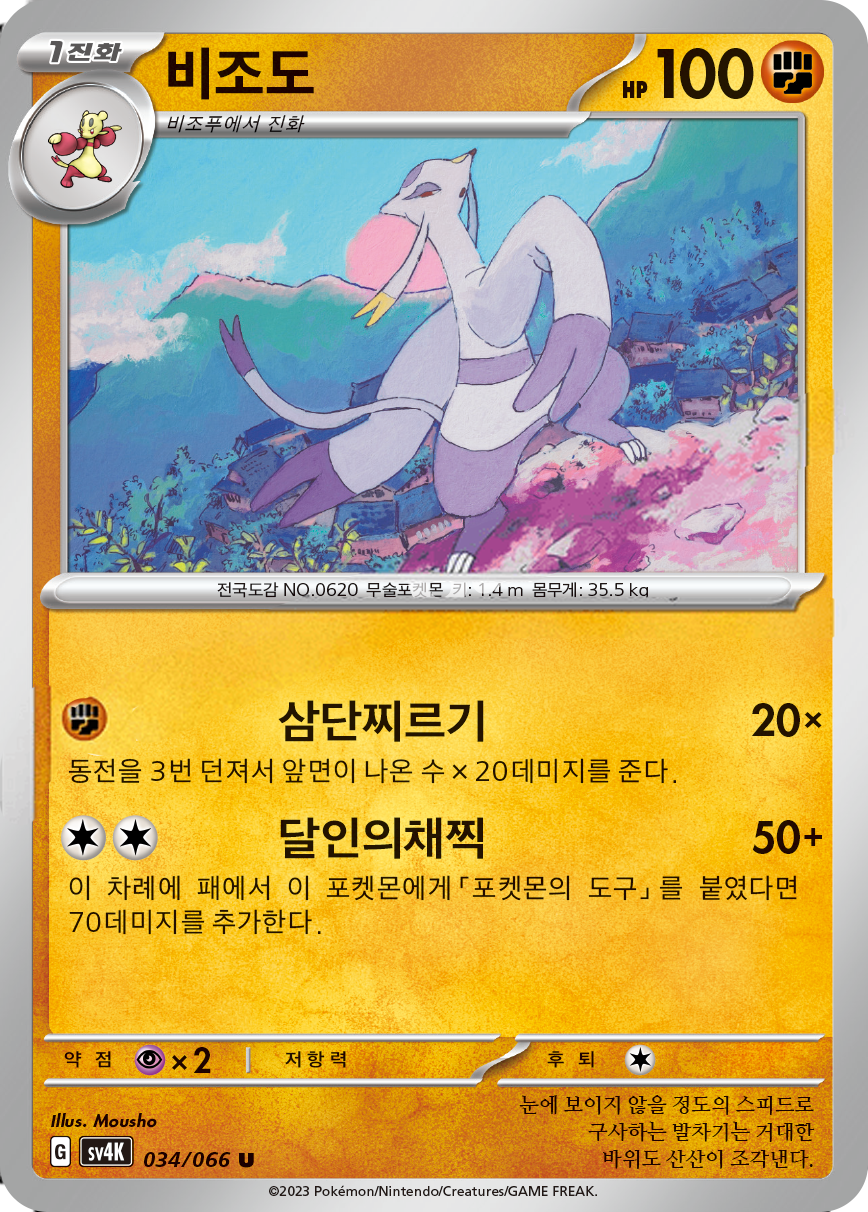 1진화
비조도
HP 100
비조푸에서 진화
전국도감 NO.0620 무술포켓몬 키: 1.4 m 몸무게: 35.5 kg
삼단찌르기 20×
동전을 3번 던져서 앞면이 나온 수 × 20데미지를 준다.
달인의채찍 50+
이 차례에 패에서 이 포켓몬에게 「포켓몬의 도구」를 붙였다면
70데미지를 추가한다.
약점 ×2 저항력 후퇴
눈에 보이지 않을 정도의 스피드로
구사하는 발차기는 거대한
바위도 산산이 조각낸다.
Illus. Mousho
G sv4K 034/066 U
©2023 Pokémon/Nintendo/Creatures/GAME FREAK.